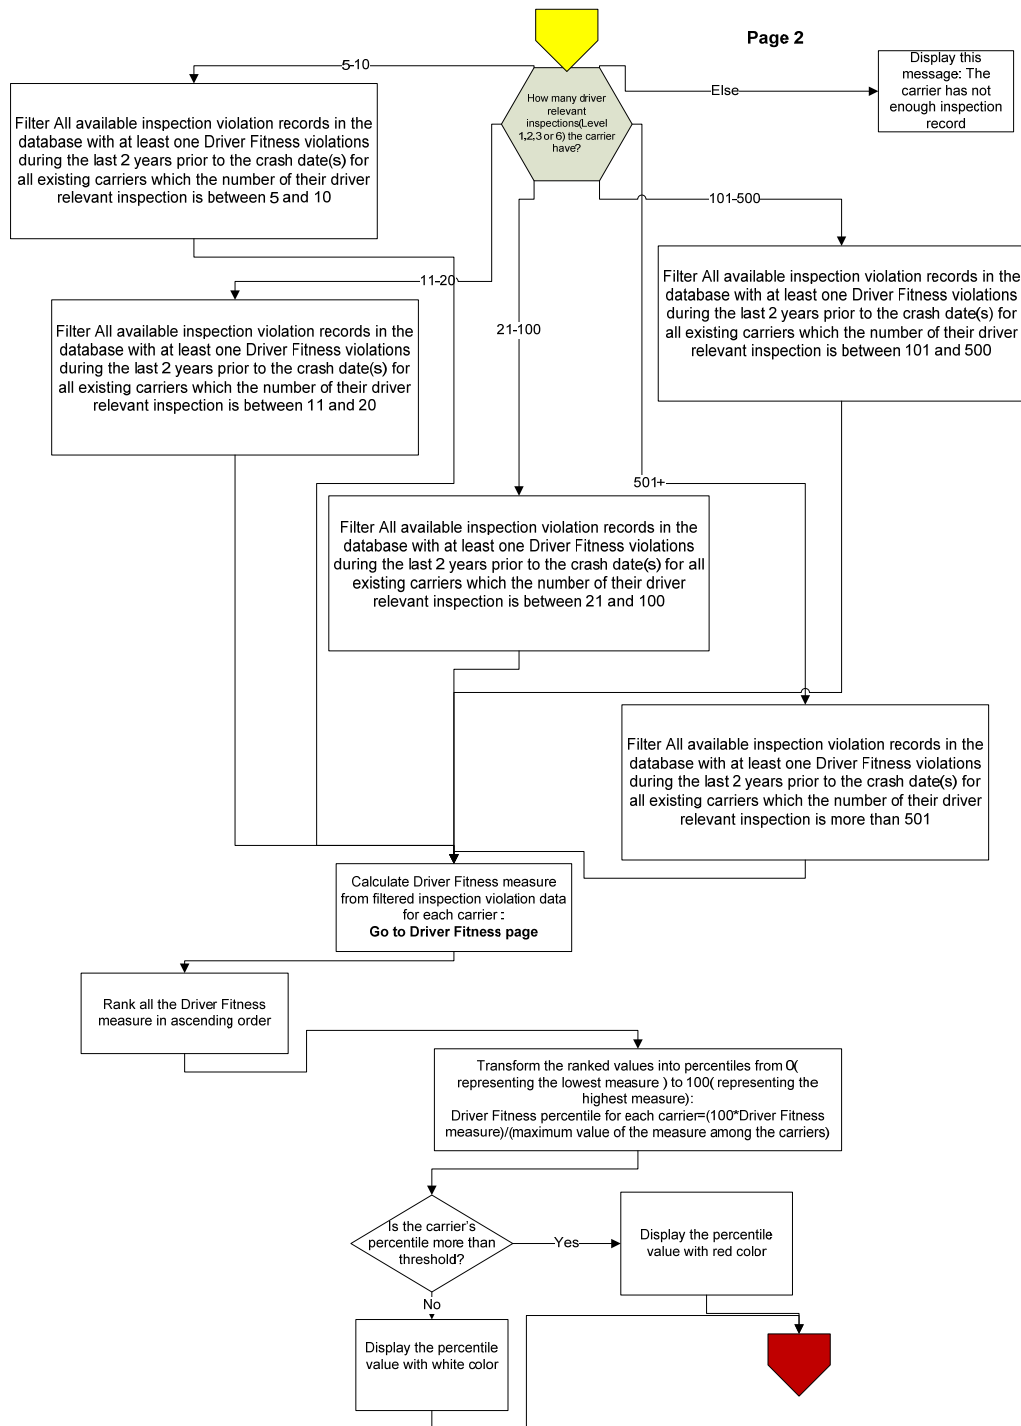 Page 2
5-10
Else
Display this
message: The
carrier has not
enough inspection
record
How many driver
relevant
inspections(Level
1,2,3 or 6) the carrier
have?
Filter All available inspection violation records in the
database with at least one Driver Fitness violations
during the last 2 years prior to the crash date(s) for
all existing carriers which the number of their driver
relevant inspection is between 5 and 10
101-500
11-20
Filter All available inspection violation records in the
database with at least one Driver Fitness violations
during the last 2 years prior to the crash date(s) for
all existing carriers which the number of their driver
relevant inspection is between 101 and 500
Filter All available inspection violation records in the
database with at least one Driver Fitness violations
during the last 2 years prior to the crash date(s) for
all existing carriers which the number of their driver
relevant inspection is between 11 and 20
21-100
501+
Filter All available inspection violation records in the
database with at least one Driver Fitness violations
during the last 2 years prior to the crash date(s) for all
existing carriers which the number of their driver
relevant inspection is between 21 and 100
Filter All available inspection violation records in the
database with at least one Driver Fitness violations
during the last 2 years prior to the crash date(s) for
all existing carriers which the number of their driver
relevant inspection is more than 501
Calculate Driver Fitness measure
from filtered inspection violation data
for each carrier :
Go to Driver Fitness page
Rank all the Driver Fitness
measure in ascending order
Transform the ranked values into percentiles from 0(
representing the lowest measure ) to 100( representing the
highest measure):
Driver Fitness percentile for each carrier=(100*Driver Fitness
measure)/(maximum value of the measure among the carriers)
Is the carrier's
percentile more than
threshold?
Yes
Display the percentile
value with red color
No
Display the percentile
value with white color